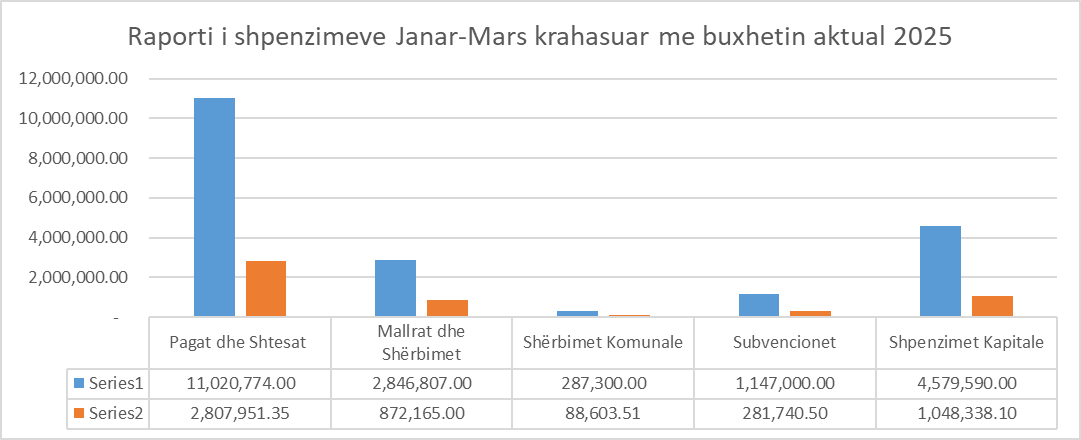 Raporti i shpenzimeve Janar-Mars krahasuar me buxhetin aktual 2025
12,000,000.00
10,000,000.00
8,000,000.00
6,000,000.00
4,000,000.00
2,000,000.00
-
Pagat dhe Shtesat Mallrat dhe Shërbimet Shërbimet Komunale Subvencionet Shpenzimet Kapitale
Series1 11,020,774.00 2,846,807.00 287,300.00 1,147,000.00 4,579,590.00
Series2 2,807,951.35 872,165.00 88,603.51 281,740.50 1,048,338.10